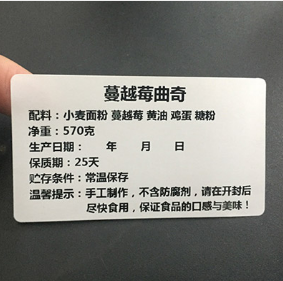 蔓越莓曲奇
配料：小麦面粉 蔓越莓 黄油 鸡蛋 糖粉
净重：570克
生产日期： 年 月 日
保质期：25天
贮存条件：常温保存
温馨提示：手工制作，不含防腐剂，请在开封后
尽快食用，保证食品的口感与美味！